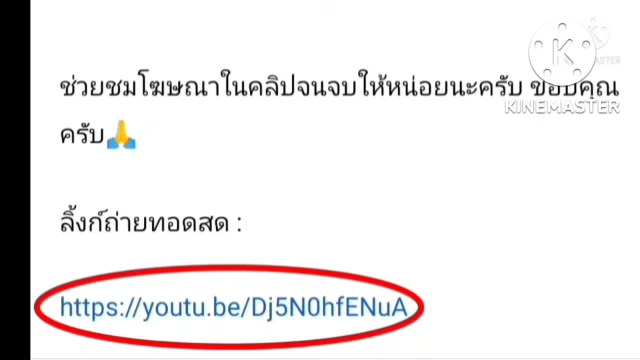 ช่วยชมโฆษณาในคลิปจนจบให้หน่อยนะครับ ขอบคุณ
ครับ🙏
ลิ้งก์ถ่ายทอดสด :
https://youtu.be/Dj5N0hfENuA
K
KINEMASTER